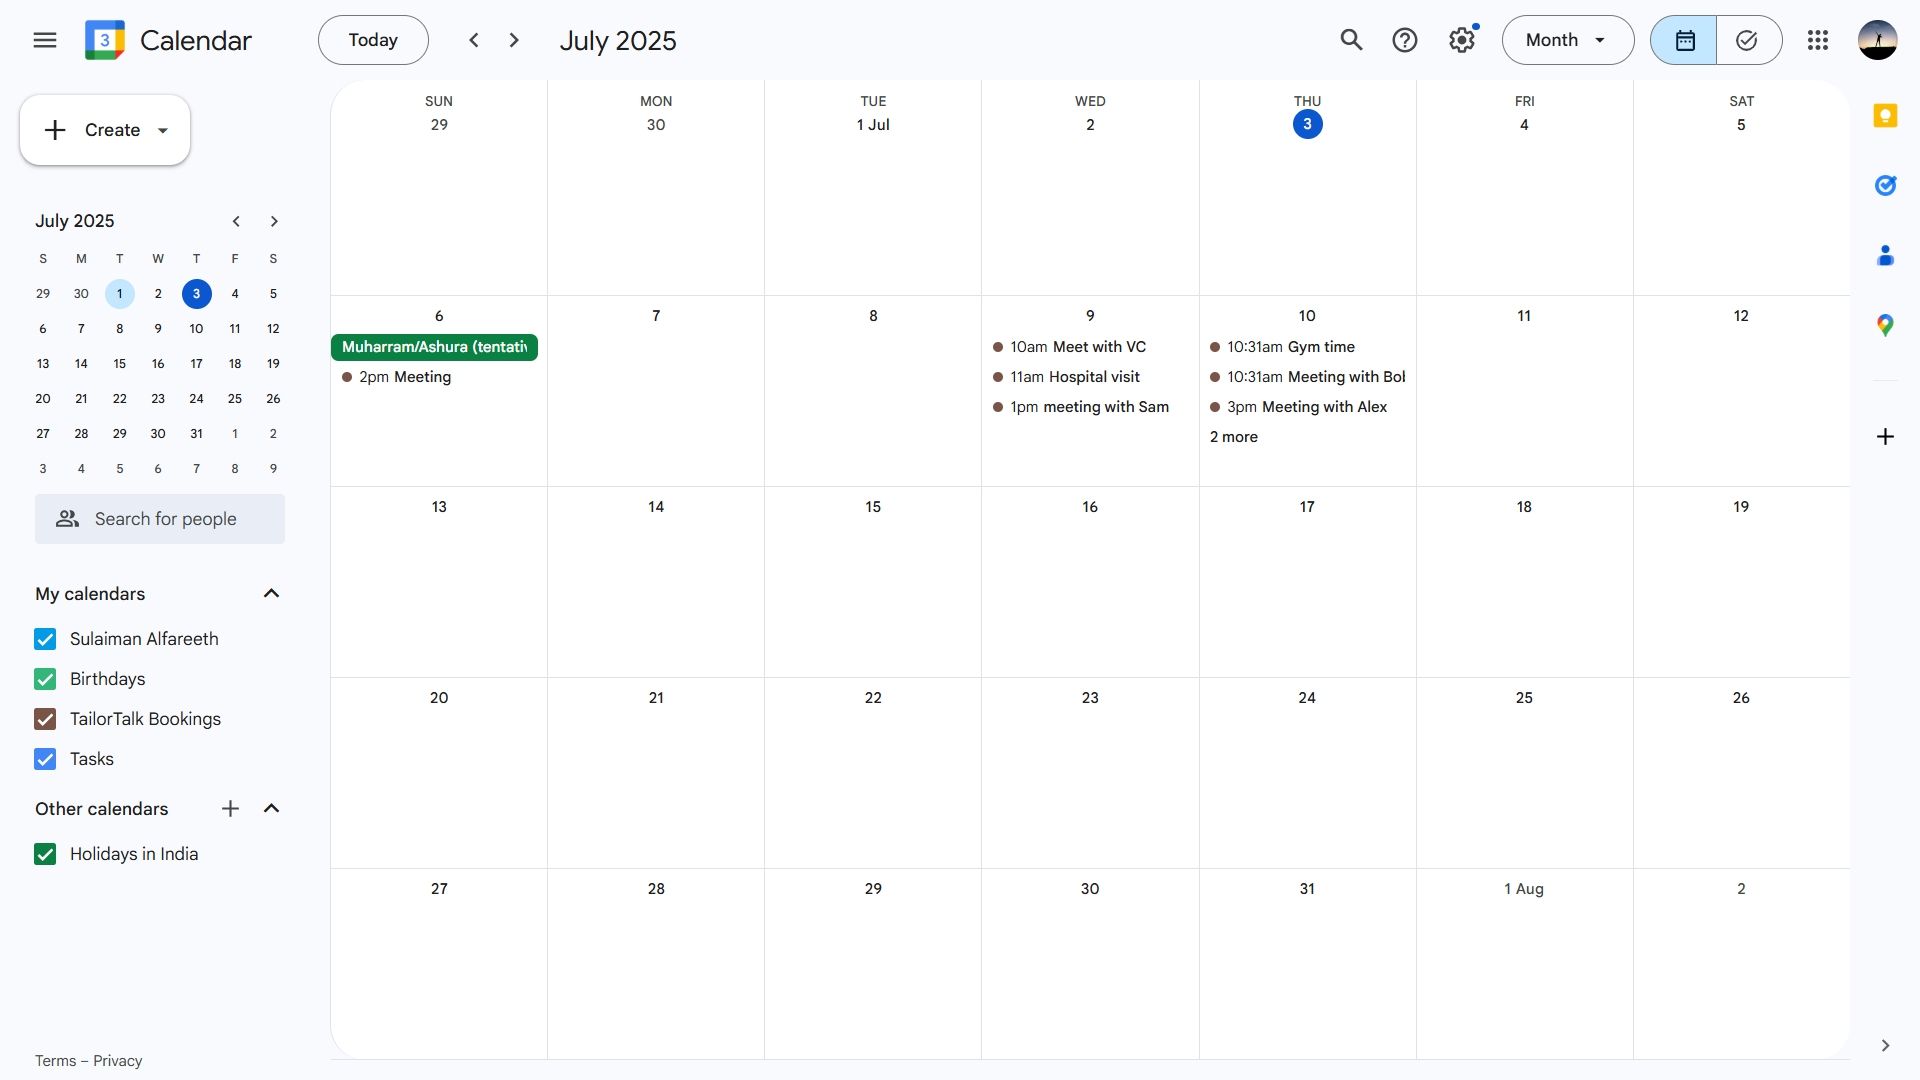 3 Calendar
Today
July 2025
Month
Create
July 2025
S M T W T F S
29 30 1 2 3 4 5
6 7 8 9 10 11 12
13 14 15 16 17 18 19
20 21 22 23 24 25 26
27 28 29 30 31 1 2
3 4 5 6 7 8 9
Search for people
My calendars
Sulaiman Alfareeth
Birthdays
TailorTalk Bookings
Tasks
Other calendars
Holidays in India
Terms – Privacy
SUN MON TUE WED THU FRI SAT
29 30 1 Jul 2 3 4 5
6 7 8 9 10 11 12
Muharram/Ashura (tentativ
2pm Meeting
10am Meet with VC
11am Hospital visit
1pm meeting with Sam
10:31am Gym time
10:31am Meeting with Bob
3pm Meeting with Alex
2 more
13 14 15 16 17 18 19
20 21 22 23 24 25 26
27 28 29 30 31 1 Aug 2